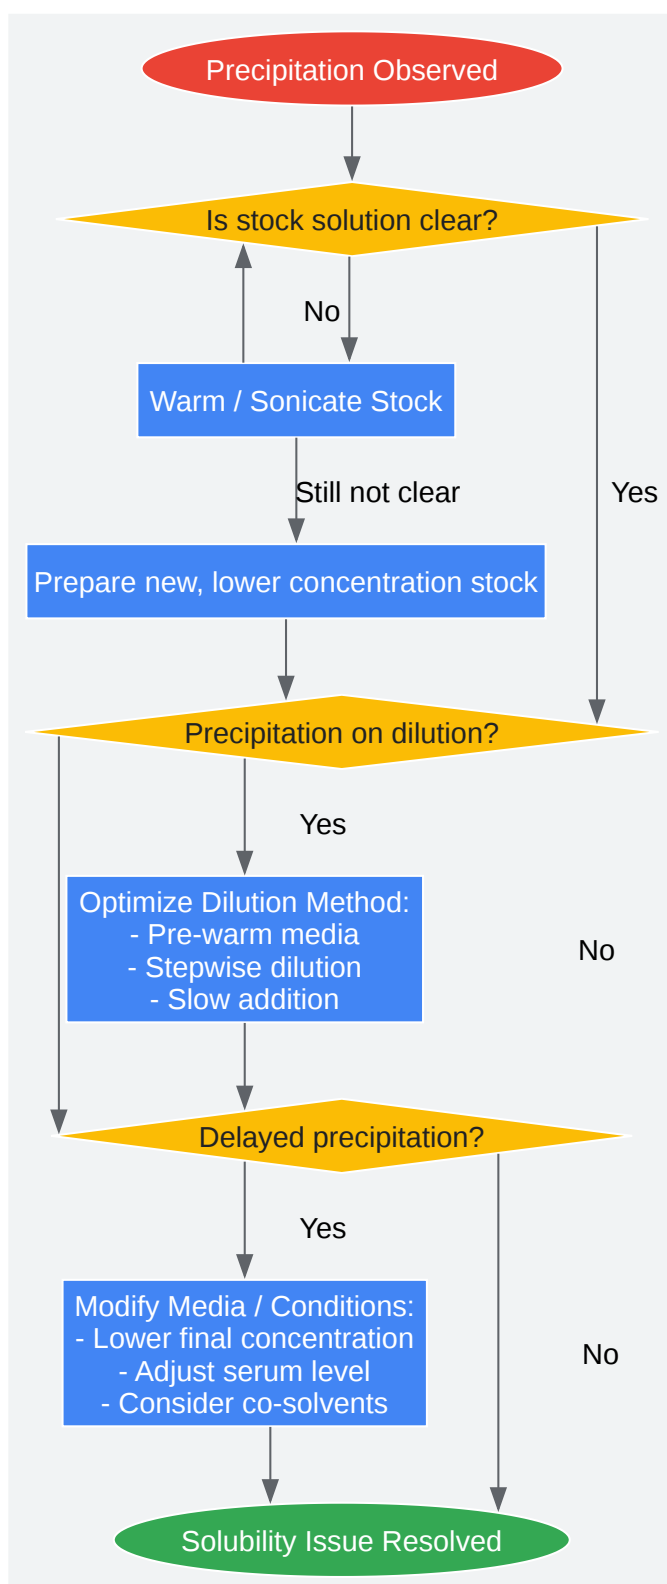 Precipitation Observed
Is stock solution clear?
No
Warm / Sonicate Stock
Still not clear
Yes
Prepare new, lower concentration stock
Precipitation on dilution?
Yes
Optimize Dilution Method:
- Pre-warm media
- Stepwise dilution
- Slow addition
No
Delayed precipitation?
Yes
Modify Media / Conditions:
- Lower final concentration
- Adjust serum level
- Consider co-solvents
No
Solubility Issue Resolved